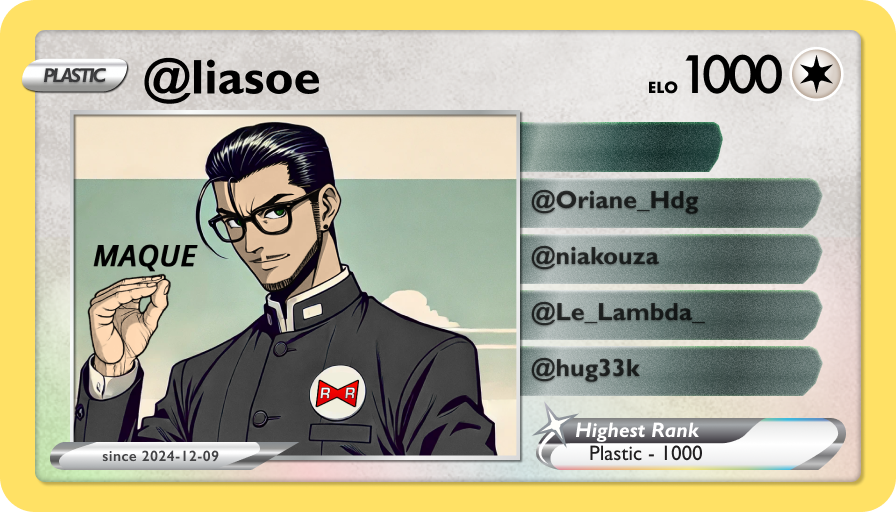 PLASTIC
@liasoe
ELO 1000
MAQUE
R R
@Oriane_Hdg
@niakouza
@Le_Lambda_
@hug33k
since 2024-12-09
Highest Rank
Plastic - 1000